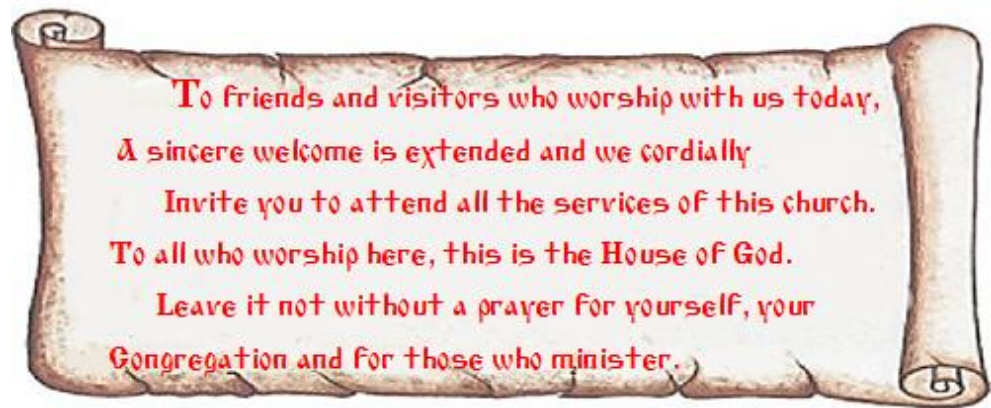 To friends and visitors who worship with us today,
A sincere welcome is extended and we cordially
Invite you to attend all the services of this church.
To all who worship here, this is the House of God.
Leave it not without a prayer for yourself, your
Congregation and for those who minister.